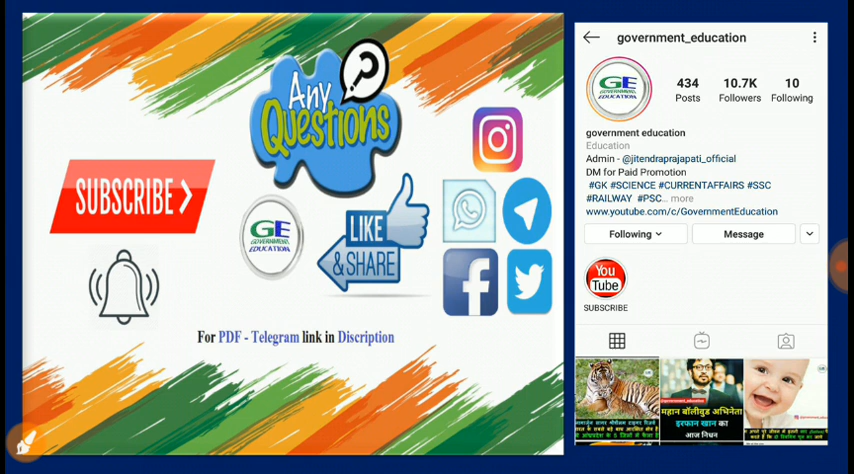 Any
Questions
?
SUBSCRIBE
GE
GOVERNMENT
EDUCATION
LIKE
& SHARE
For PDF - Telegram link in Discription
government_education
GE
GOVERNMENT
EDUCATION
434
Posts
10.7K
Followers
10
Following
government education
Education
Admin - @jitendraprajapati_official
DM for Paid Promotion
#GK #SCIENCE #CURRENTAFFAIRS #SSC
#RAILWAY #PSC... more
www.youtube.com/c/GovernmentEducation
Following
Message
You
Tube
SUBSCRIBE
महान बॉलीवुड अभिनेता
इरफान खान का
आज निधन